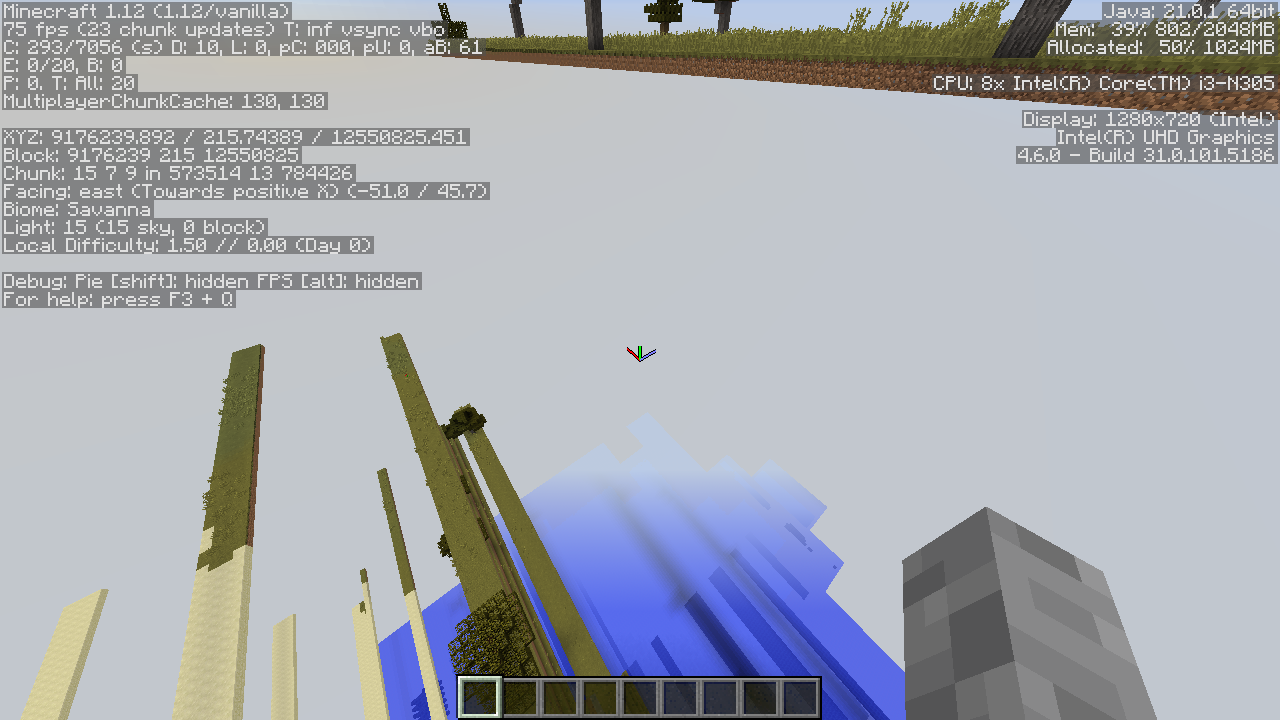 Minecraft 1.12 (1.12/vanilla)
75 fps (23 chunk updates) T: inf vsync vbo
C: 293/7056 (s) D: 10, L: 0, pC: 000, pU: 0, aB: 61
E: 0/20, B: 0
P: 0, T: All: 20
MultiplayerChunkCache: 130, 130
XYZ: 9176239.892 / 215.74389 / 12550825.451
Block: 9176239 215 12550825
Chunk: 15 7 9 in 573514 13 784426
Facing: east (Towards positive X) (-51.0 / 45.7)
Biome: Savanna
Light: 15 (15 sky, 0 block)
Local Difficulty: 1.50 // 0.00 (Day 0)
Debug: Pie [shift]: hidden FPS [alt]: hidden
For help: press F3 + Q
Java: 21.0.1 64bit
Mem: 39% 802/2048MB
Allocated: 50% 1024MB
CPU: 8x Intel(R) Core(TM) i3-N305
Display: 1280x720 (Intel)
Intel(R) UHD Graphics
4.6.0 - Build 31.0.101.5186